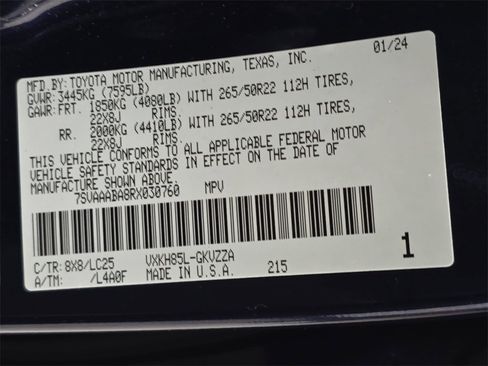 MFD.BY:TOYOTA MOTOR MANUFACTURING, TEXAS, INC. 01/24
GVWR:3445KG (7595LB)
GAWR:FRT. 1850KG (4080LB) WITH 265/50R22 112H TIRES,
22X8J RIMS.
RR. 2000KG (4410LB) WITH 265/50R22 112H TIRES,
22X8J RIMS.
THIS VEHICLE CONFORMS TO ALL APPLICABLE FEDERAL MOTOR
VEHICLE SAFETY STANDARDS IN EFFECT ON THE DATE OF
MANUFACTURE SHOWN ABOVE.
7SVAAABA8RX030760 MPV
C/TR:8X8/LC25 VXKH85L-GKVZZA
A/TM: /L4A0F MADE IN U.S.A. 215
1